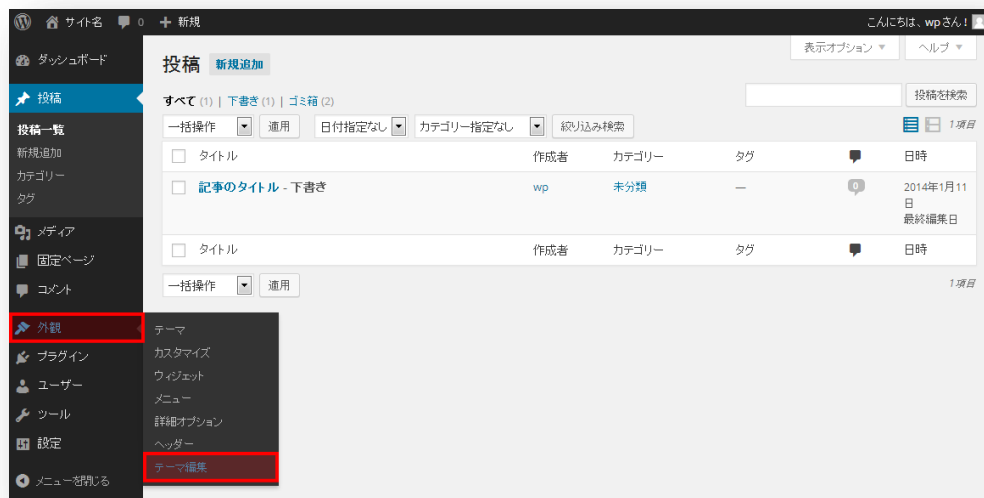 サイト名 0 新規 こんにちは、wpさん!
表示オプション ヘルプ
ダッシュボード
投稿
投稿一覧
新規追加
カテゴリー
タグ
メディア
固定ページ
コメント
外観
プラグイン
ユーザー
ツール
設定
メニューを閉じる
テーマ
カスタマイズ
ウィジェット
メニュー
詳細オプション
ヘッダー
テーマ編集
投稿 新規追加
すべて (1) | 下書き (1) | ゴミ箱 (2) 投稿を検索
一括操作 適用 日付指定なし カテゴリー指定なし 絞り込み検索 1項目
タイトル 作成者 カテゴリー タグ 日時
記事のタイトル - 下書き wp 未分類 — 0 2014年1月11
日
最終編集日
タイトル 作成者 カテゴリー タグ 日時
一括操作 適用 1項目